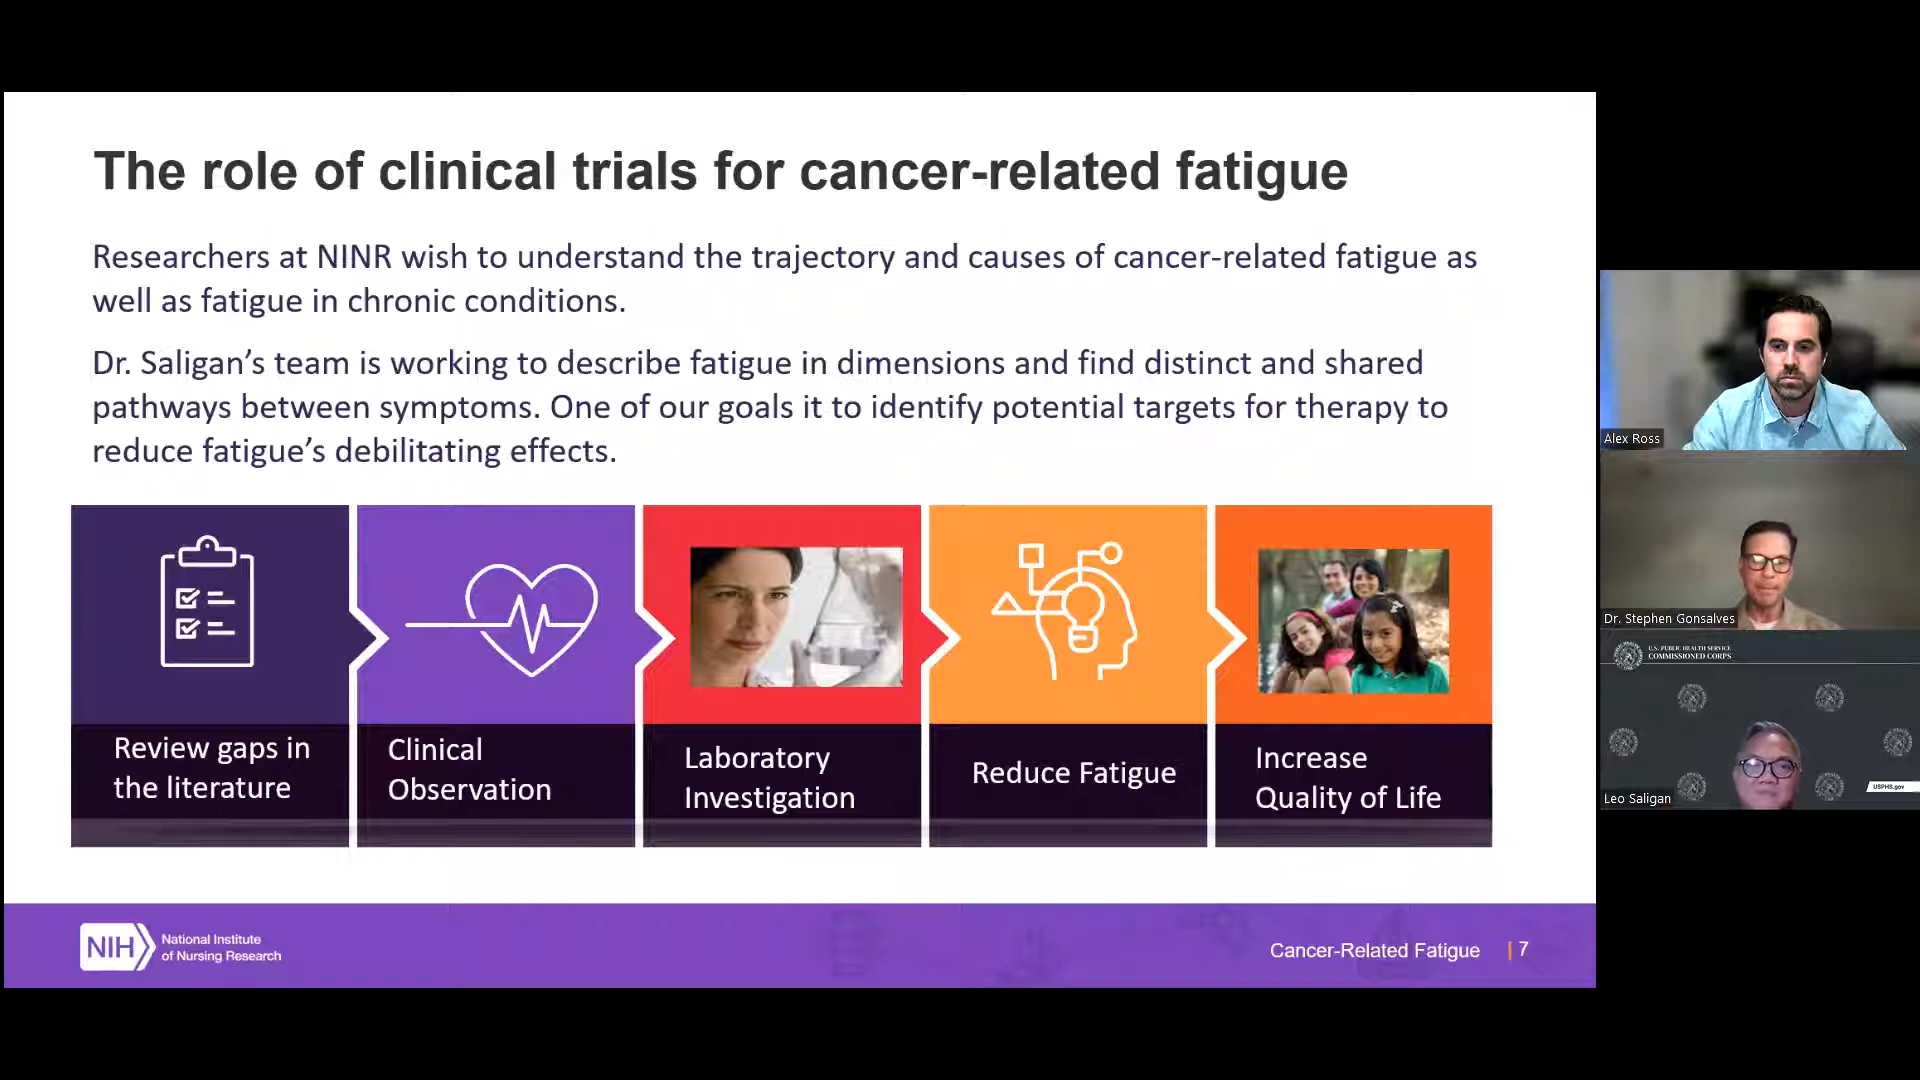 The role of clinical trials for cancer-related fatigue
Researchers at NINR wish to understand the trajectory and causes of cancer-related fatigue as
well as fatigue in chronic conditions.
Dr. Saligan’s team is working to describe fatigue in dimensions and find distinct and shared
pathways between symptoms. One of our goals it to identify potential targets for therapy to
reduce fatigue’s debilitating effects.
Review gaps in
the literature
Clinical
Observation
Laboratory
Investigation
Reduce Fatigue
Increase
Quality of Life
NIH
National Institute
of Nursing Research
Cancer-Related Fatigue | 7
Alex Ross
Dr. Stephen Gonsalves
U.S. PUBLIC HEALTH SERVICE
COMMISSIONED CORPS
USPHS.gov
Leo Saligan